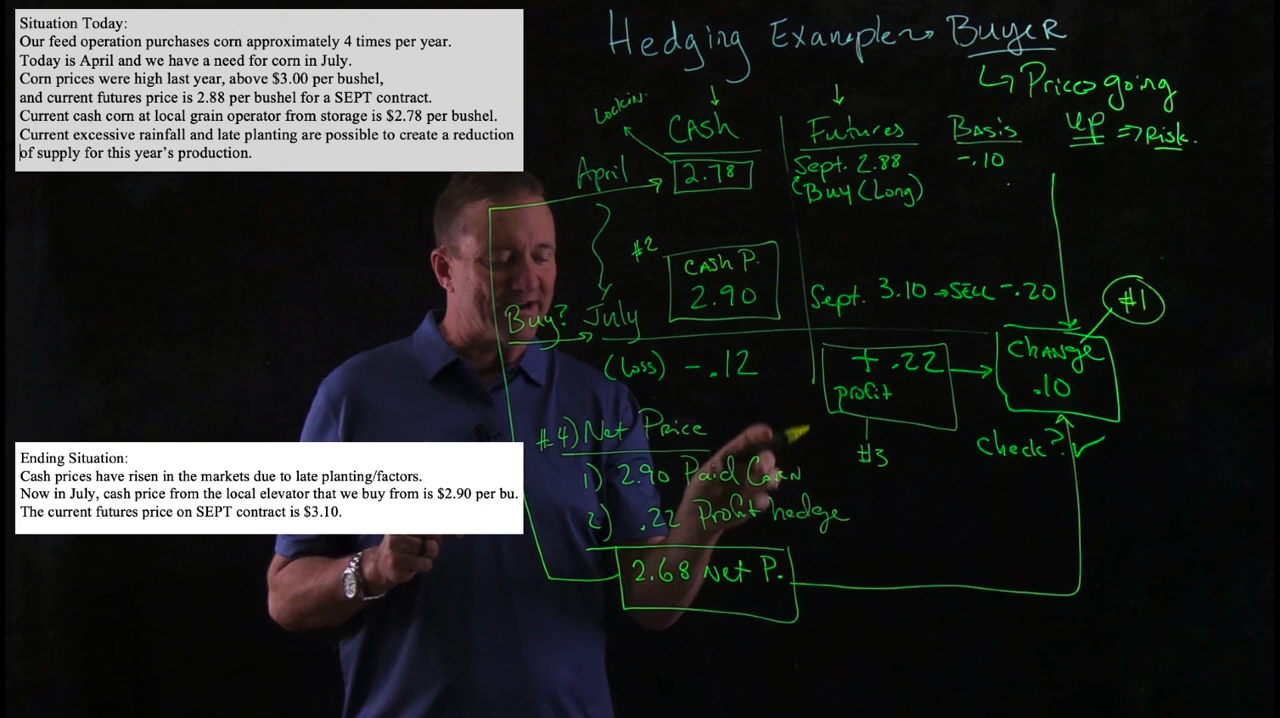 Situation Today:
Our feed operation purchases corn approximately 4 times per year.
Today is April and we have a need for corn in July.
Corn prices were high last year, above $3.00 per bushel,
and current futures price is 2.88 per bushel for a SEPT contract.
Current cash corn at local grain operator from storage is $2.78 per bushel.
Current excessive rainfall and late planting are possible to create a reduction
of supply for this year's production.
Hedging Example → BUYER
↳ Price going
up ⇒ Risk.
Lockin.
CASH Futures Basis
April → 2.78 Sept. 2.88 -.10
(Buy (Long)
#2
CASH P.
2.90 Sept. 3.10 → SELL -.20
#1
Buy? July
(Loss) -.12 + .22 → CHANGE
profit .10
#3 check? ✓
#4) Net Price
1) 2.90 Paid Corn
2) .22 Profit hedge
2.68 Net P.
Ending Situation:
Cash prices have risen in the markets due to late planting/factors.
Now in July, cash price from the local elevator that we buy from is $2.90 per bu.
The current futures price on SEPT contract is $3.10.